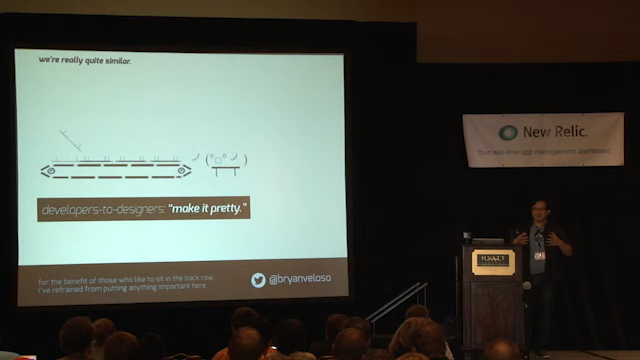 we're really quite similar.
developers-to-designers: "make it pretty."
for the benefit of those who like to sit in the back row,
i've refrained from putting anything important here.
@bryanveloso
New Relic.
Your real-time app management dashboard.
HYATT